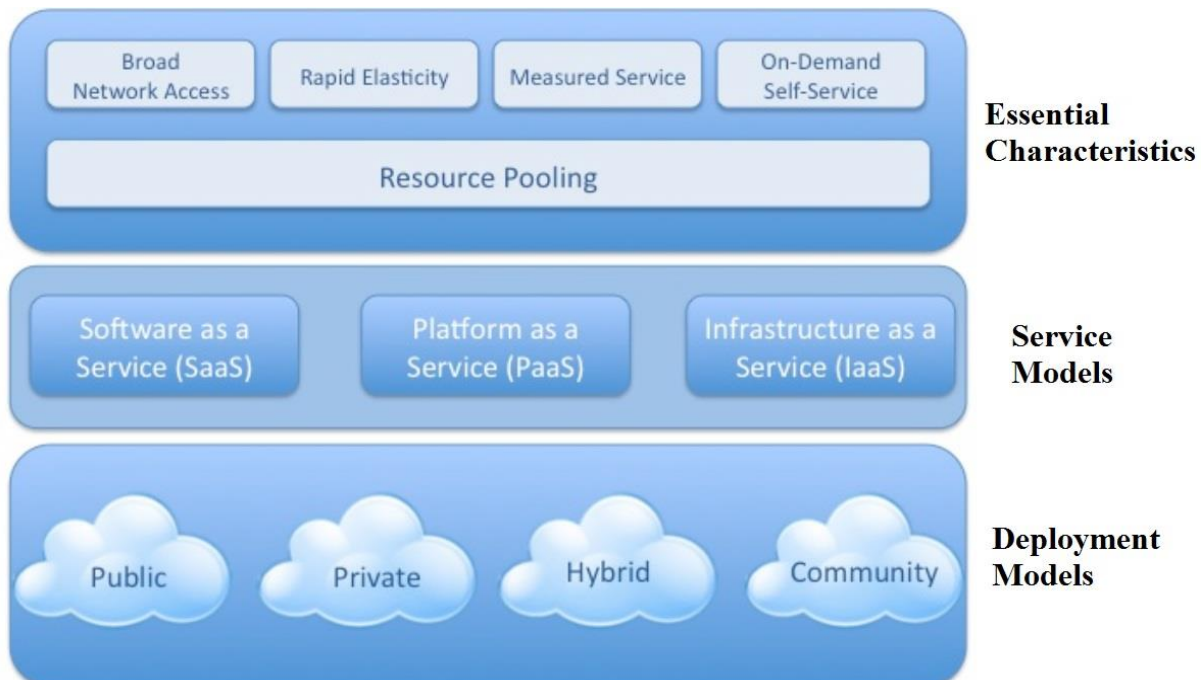 Broad
Network Access
Rapid Elasticity
Measured Service
On-Demand
Self-Service
Resource Pooling
Essential
Characteristics
Software as a
Service (SaaS)
Platform as a
Service (PaaS)
Infrastructure as a
Service (IaaS)
Service
Models
Public
Private
Hybrid
Community
Deployment
Models